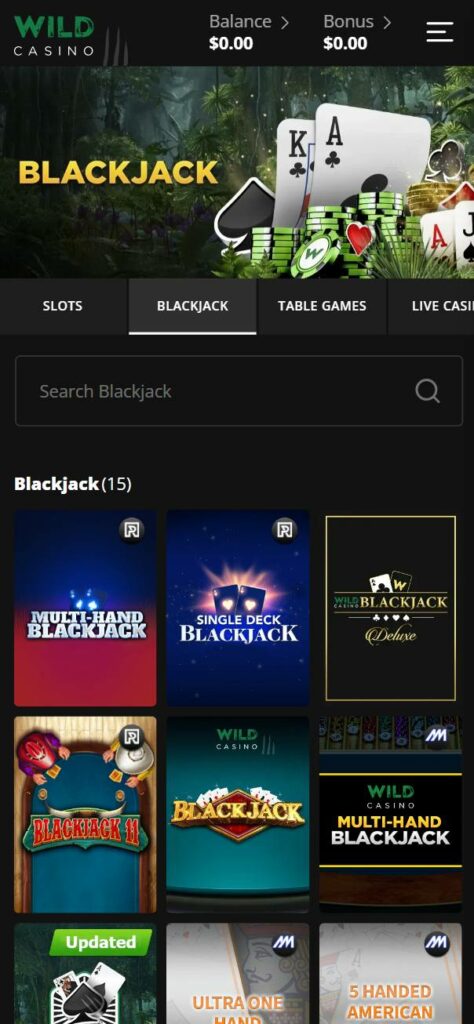 WILD
CASINO
Balance
$0.00
Bonus
$0.00
K
A
BLACKJACK
W
A
J
SLOTS
BLACKJACK
TABLE GAMES
LIVE CASI
Search Blackjack
Blackjack (15)
MULTI-HAND
BLACKJACK
SINGLE DECK
BLACKJACK
W
WILD
CASINO
BLACKJACK
Deluxe
BLACKJACK 11
WILD
CASINO
BLACKJACK
WILD
CASINO
MULTI-HAND
BLACKJACK
Updated
ULTRA ONE
HAND
5 HANDED
AMERICAN